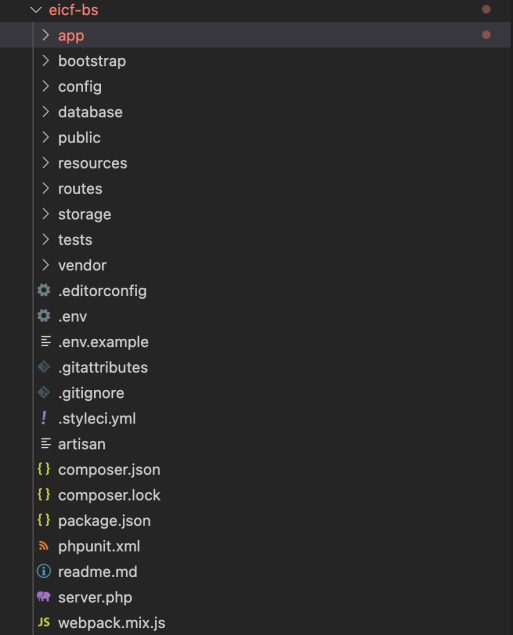 eicf-bs
app
bootstrap
config
database
public
resources
routes
storage
tests
vendor
.editorconfig
.env
.env.example
.gitattributes
.gitignore
! .styleci.yml
artisan
{} composer.json
{} composer.lock
{} package.json
phpunit.xml
readme.md
server.php
JS webpack.mix.js